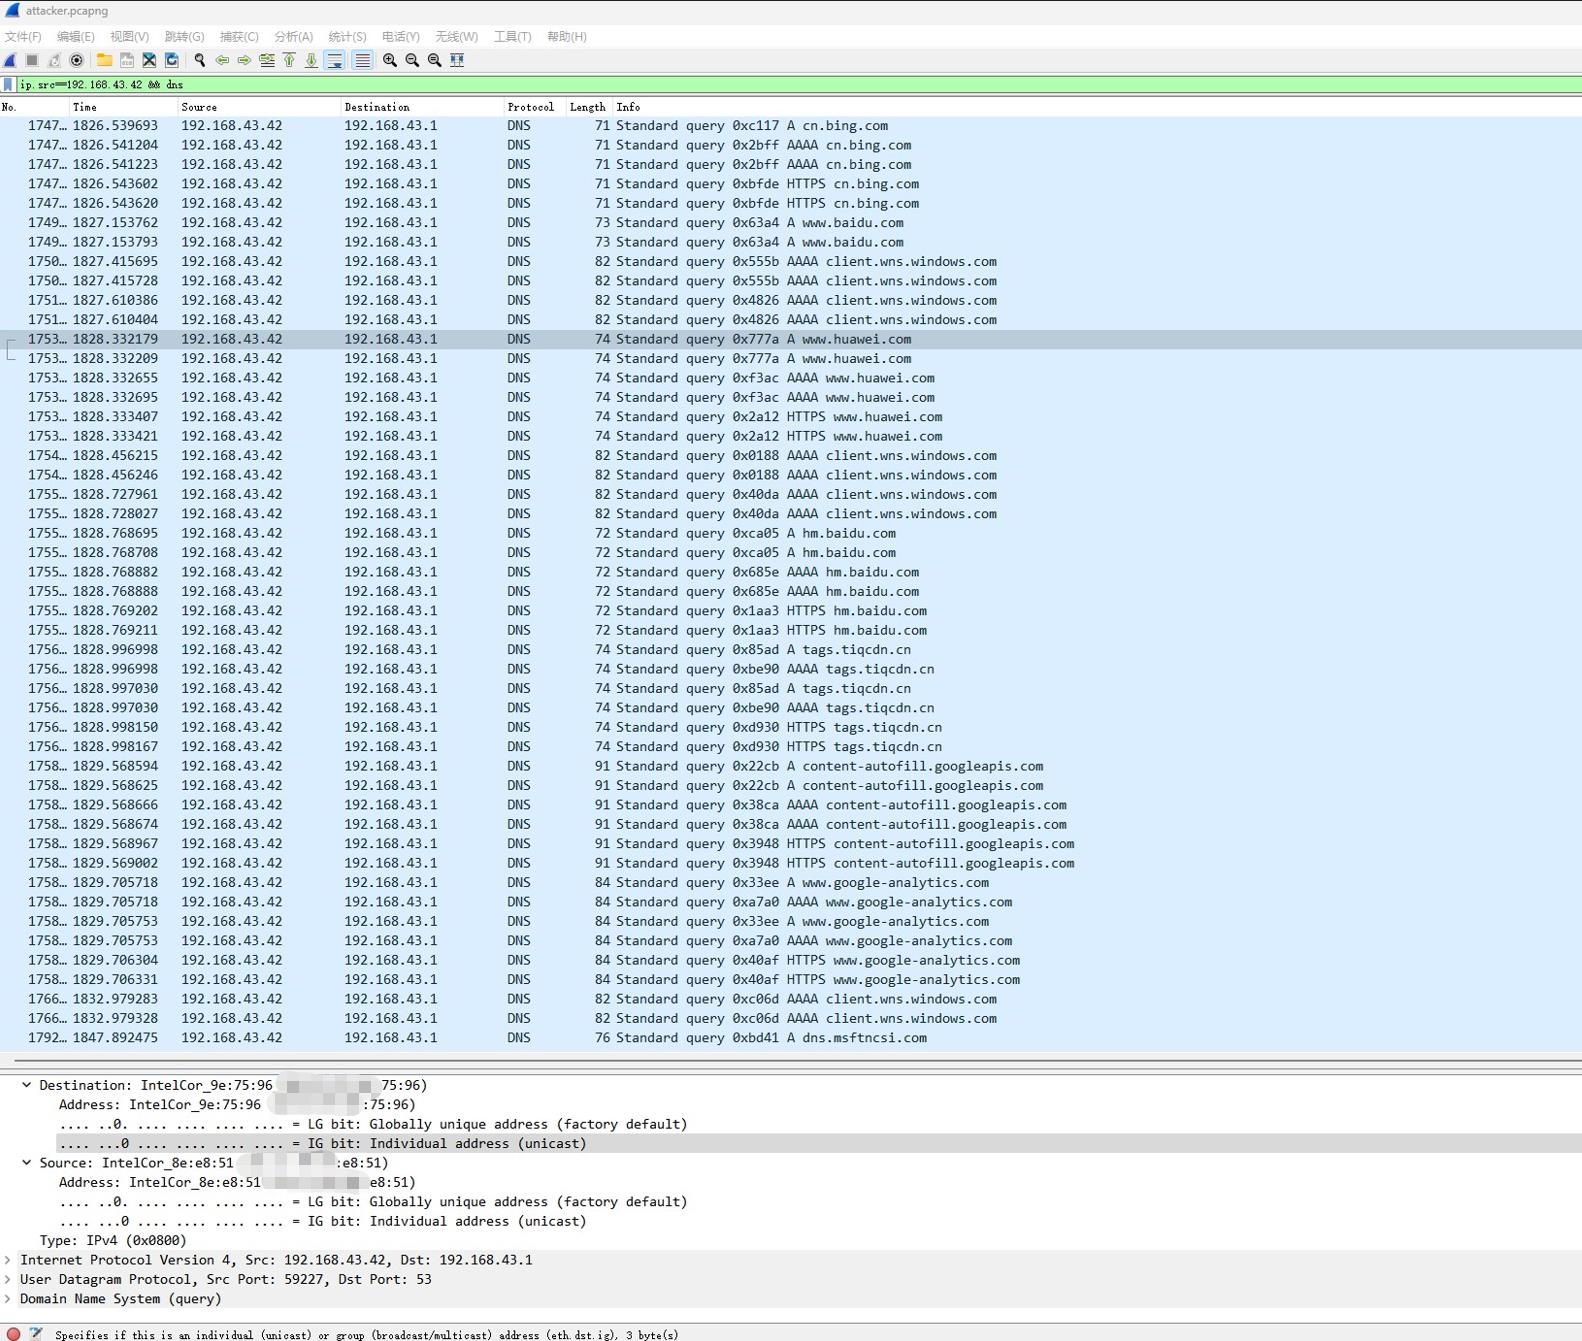 attacker.pcapng
文件(F) 编辑(E) 视图(V) 跳转(G) 捕获(C) 分析(A) 统计(S) 电话(Y) 无线(W) 工具(T) 帮助(H)
ip.src==192.168.43.42 && dns
No. Time Source Destination Protocol Length Info
1747… 1826.539693 192.168.43.42 192.168.43.1 DNS 71 Standard query 0xc117 A cn.bing.com
1747… 1826.541204 192.168.43.42 192.168.43.1 DNS 71 Standard query 0x2bff AAAA cn.bing.com
1747… 1826.541223 192.168.43.42 192.168.43.1 DNS 71 Standard query 0x2bff AAAA cn.bing.com
1747… 1826.543602 192.168.43.42 192.168.43.1 DNS 71 Standard query 0xbfde HTTPS cn.bing.com
1747… 1826.543620 192.168.43.42 192.168.43.1 DNS 71 Standard query 0xbfde HTTPS cn.bing.com
1749… 1827.153762 192.168.43.42 192.168.43.1 DNS 73 Standard query 0x63a4 A www.baidu.com
1749… 1827.153793 192.168.43.42 192.168.43.1 DNS 73 Standard query 0x63a4 A www.baidu.com
1750… 1827.415695 192.168.43.42 192.168.43.1 DNS 82 Standard query 0x555b AAAA client.wns.windows.com
1750… 1827.415728 192.168.43.42 192.168.43.1 DNS 82 Standard query 0x555b AAAA client.wns.windows.com
1751… 1827.610386 192.168.43.42 192.168.43.1 DNS 82 Standard query 0x4826 AAAA client.wns.windows.com
1751… 1827.610404 192.168.43.42 192.168.43.1 DNS 82 Standard query 0x4826 AAAA client.wns.windows.com
1753… 1828.332179 192.168.43.42 192.168.43.1 DNS 74 Standard query 0x777a A www.huawei.com
1753… 1828.332209 192.168.43.42 192.168.43.1 DNS 74 Standard query 0x777a A www.huawei.com
1753… 1828.332655 192.168.43.42 192.168.43.1 DNS 74 Standard query 0xf3ac AAAA www.huawei.com
1753… 1828.332695 192.168.43.42 192.168.43.1 DNS 74 Standard query 0xf3ac AAAA www.huawei.com
1753… 1828.333407 192.168.43.42 192.168.43.1 DNS 74 Standard query 0x2a12 HTTPS www.huawei.com
1753… 1828.333421 192.168.43.42 192.168.43.1 DNS 74 Standard query 0x2a12 HTTPS www.huawei.com
1754… 1828.456215 192.168.43.42 192.168.43.1 DNS 82 Standard query 0x0188 AAAA client.wns.windows.com
1754… 1828.456246 192.168.43.42 192.168.43.1 DNS 82 Standard query 0x0188 AAAA client.wns.windows.com
1755… 1828.727961 192.168.43.42 192.168.43.1 DNS 82 Standard query 0x40da AAAA client.wns.windows.com
1755… 1828.728027 192.168.43.42 192.168.43.1 DNS 82 Standard query 0x40da AAAA client.wns.windows.com
1755… 1828.768695 192.168.43.42 192.168.43.1 DNS 72 Standard query 0xca05 A hm.baidu.com
1755… 1828.768708 192.168.43.42 192.168.43.1 DNS 72 Standard query 0xca05 A hm.baidu.com
1755… 1828.768882 192.168.43.42 192.168.43.1 DNS 72 Standard query 0x685e AAAA hm.baidu.com
1755… 1828.768888 192.168.43.42 192.168.43.1 DNS 72 Standard query 0x685e AAAA hm.baidu.com
1755… 1828.769202 192.168.43.42 192.168.43.1 DNS 72 Standard query 0x1aa3 HTTPS hm.baidu.com
1755… 1828.769211 192.168.43.42 192.168.43.1 DNS 72 Standard query 0x1aa3 HTTPS hm.baidu.com
1756… 1828.996998 192.168.43.42 192.168.43.1 DNS 74 Standard query 0x85ad A tags.tiqcdn.cn
1756… 1828.996998 192.168.43.42 192.168.43.1 DNS 74 Standard query 0xbe90 AAAA tags.tiqcdn.cn
1756… 1828.997030 192.168.43.42 192.168.43.1 DNS 74 Standard query 0x85ad A tags.tiqcdn.cn
1756… 1828.997030 192.168.43.42 192.168.43.1 DNS 74 Standard query 0xbe90 AAAA tags.tiqcdn.cn
1756… 1828.998150 192.168.43.42 192.168.43.1 DNS 74 Standard query 0xd930 HTTPS tags.tiqcdn.cn
1756… 1828.998167 192.168.43.42 192.168.43.1 DNS 74 Standard query 0xd930 HTTPS tags.tiqcdn.cn
1758… 1829.568594 192.168.43.42 192.168.43.1 DNS 91 Standard query 0x22cb A content-autofill.googleapis.com
1758… 1829.568625 192.168.43.42 192.168.43.1 DNS 91 Standard query 0x22cb A content-autofill.googleapis.com
1758… 1829.568666 192.168.43.42 192.168.43.1 DNS 91 Standard query 0x38ca AAAA content-autofill.googleapis.com
1758… 1829.568674 192.168.43.42 192.168.43.1 DNS 91 Standard query 0x38ca AAAA content-autofill.googleapis.com
1758… 1829.568967 192.168.43.42 192.168.43.1 DNS 91 Standard query 0x3948 HTTPS content-autofill.googleapis.com
1758… 1829.569002 192.168.43.42 192.168.43.1 DNS 91 Standard query 0x3948 HTTPS content-autofill.googleapis.com
1758… 1829.705718 192.168.43.42 192.168.43.1 DNS 84 Standard query 0x33ee A www.google-analytics.com
1758… 1829.705718 192.168.43.42 192.168.43.1 DNS 84 Standard query 0xa7a0 AAAA www.google-analytics.com
1758… 1829.705753 192.168.43.42 192.168.43.1 DNS 84 Standard query 0x33ee A www.google-analytics.com
1758… 1829.705753 192.168.43.42 192.168.43.1 DNS 84 Standard query 0xa7a0 AAAA www.google-analytics.com
1758… 1829.706304 192.168.43.42 192.168.43.1 DNS 84 Standard query 0x40af HTTPS www.google-analytics.com
1758… 1829.706331 192.168.43.42 192.168.43.1 DNS 84 Standard query 0x40af HTTPS www.google-analytics.com
1766… 1832.979283 192.168.43.42 192.168.43.1 DNS 82 Standard query 0xc06d AAAA client.wns.windows.com
1766… 1832.979328 192.168.43.42 192.168.43.1 DNS 82 Standard query 0xc06d AAAA client.wns.windows.com
1792… 1847.892475 192.168.43.42 192.168.43.1 DNS 76 Standard query 0xbd41 A dns.msftncsi.com
Destination: IntelCor_9e:75:96 75:96)
Address: IntelCor_9e:75:96 :75:96)
.... ..0. .... .... .... .... = LG bit: Globally unique address (factory default)
.... ...0 .... .... .... .... = IG bit: Individual address (unicast)
Source: IntelCor_8e:e8:51 :e8:51)
Address: IntelCor_8e:e8:51 e8:51)
.... ..0. .... .... .... .... = LG bit: Globally unique address (factory default)
.... ...0 .... .... .... .... = IG bit: Individual address (unicast)
Type: IPv4 (0x0800)
Internet Protocol Version 4, Src: 192.168.43.42, Dst: 192.168.43.1
User Datagram Protocol, Src Port: 59227, Dst Port: 53
Domain Name System (query)
Specifies if this is an individual (unicast) or group (broadcast/multicast) address (eth.dst.ig), 3 byte(s)